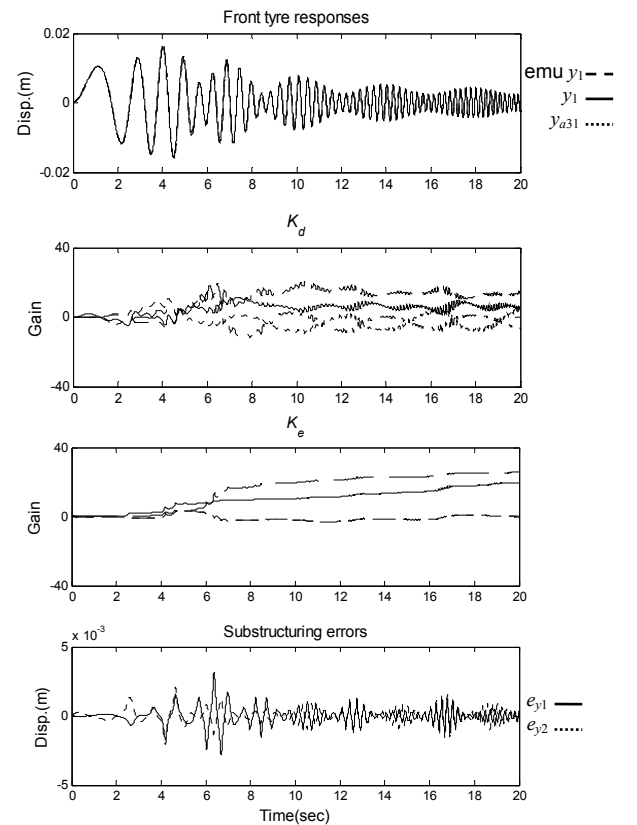 Front tyre responses
0.02
0
-0.02
Disp.(m)
0 2 4 6 8 10 12 14 16 18 20
emu y1
y1
ya31
Kd
40
0
-40
Gain
0 2 4 6 8 10 12 14 16 18 20
Ke
40
0
-40
Gain
0 2 4 6 8 10 12 14 16 18 20
Substructuring errors
x 10^-3
5
0
-5
Disp.(m)
0 2 4 6 8 10 12 14 16 18 20
Time(sec)
ey1
ey2